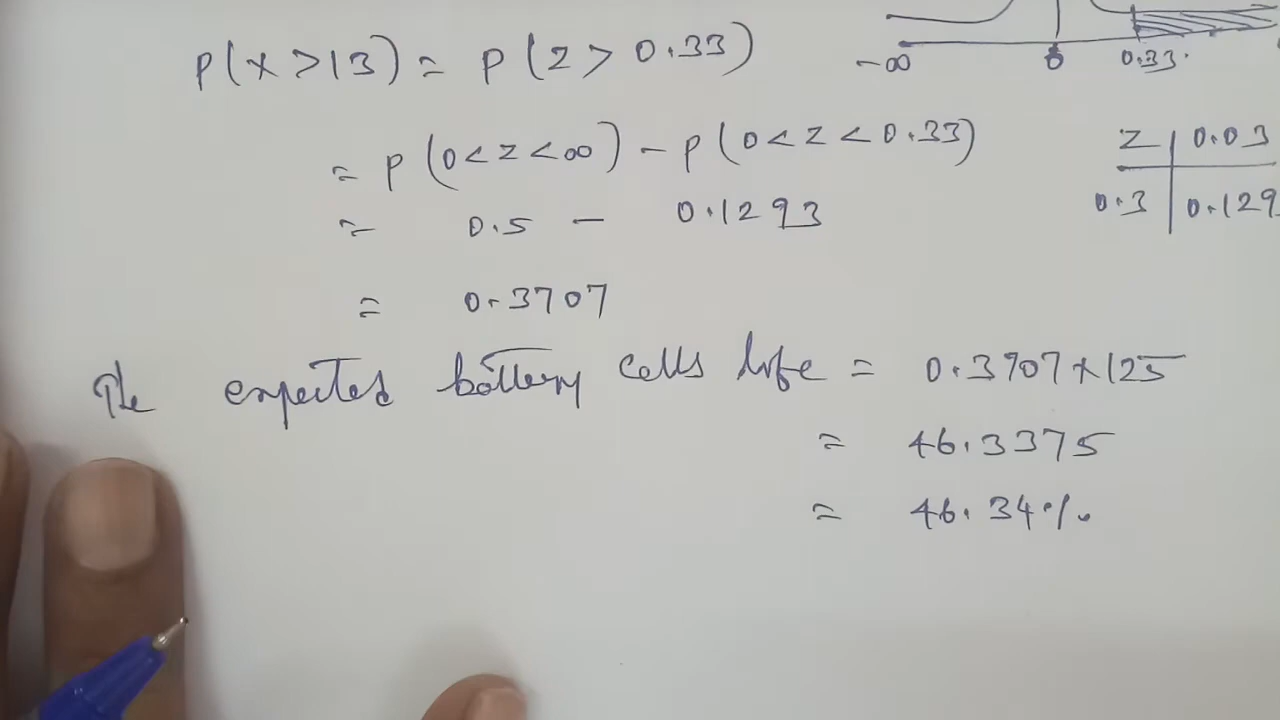 P(X>13) = P(Z> 0.33)
-∞ 0 0.33.
= P(0<Z<∞) - P(0<Z<0.33)
Z | 0.03
0.3 | 0.129
= 0.5 - 0.1293
= 0.3707
The expected battery cells life = 0.3707×125
= 46.3375
= 46.34%